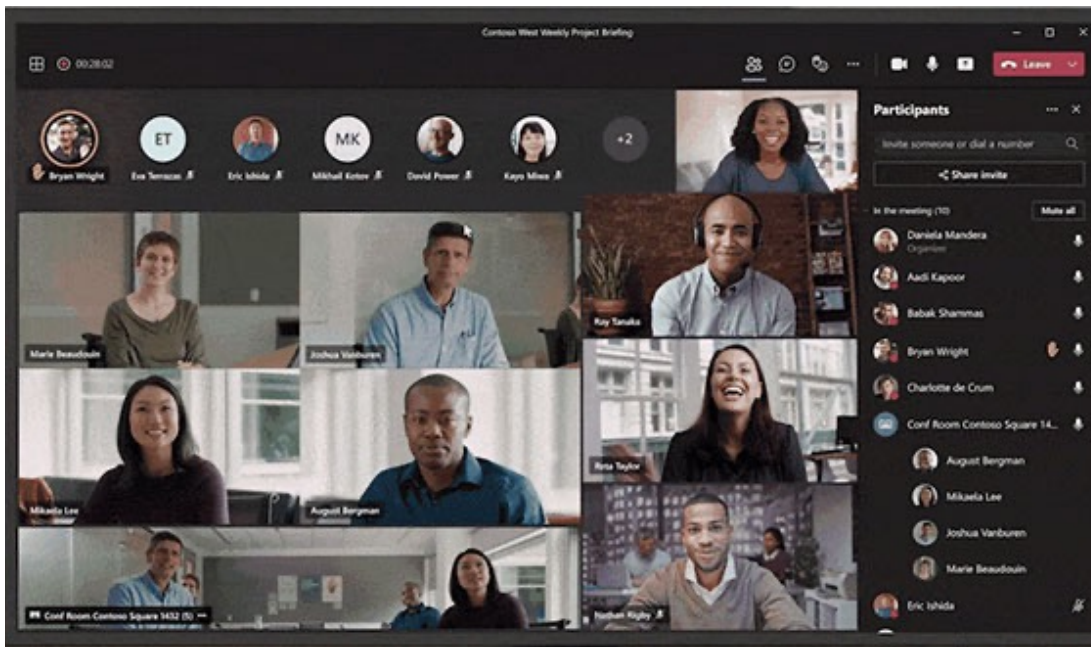 Contoso West Weekly Project Briefing
00:28:02
Leave
Bryan Wright
ET
Eva Terrazas
Eric Ishida
MK
Mikhail Kotov
David Power
Kayo Miwa
+2
Marie Beaudouin
Joshua Vanburen
Roy Tanaka
Mikaela Lee
August Bergman
Reta Taylor
Conf Room Contoso Square 1432 (5)
Nathan Rigby
Participants
Invite someone or dial a number
Share invite
In the meeting (10)
Mute all
Daniela Mandera
Organizer
Aadi Kapoor
Babak Shammas
Bryan Wright
Charlotte de Crum
Conf Room Contoso Square 14...
August Bergman
Mikaela Lee
Joshua Vanburen
Marie Beaudouin
Eric Ishida